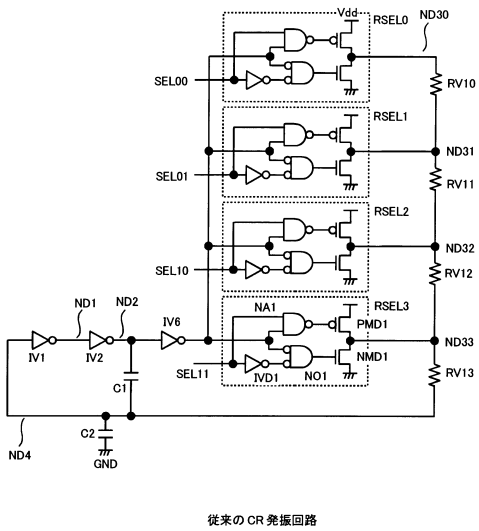 Vdd
RSEL0
ND30
SEL00
RV10
RSEL1
ND31
SEL01
RV11
RSEL2
ND32
SEL10
RV12
ND1
ND2
IV6
NA1
RSEL3
PMD1
ND33
IV1
IV2
C1
SEL11
IVD1
NO1
NMD1
RV13
ND4
C2
GND
従来のCR発振回路